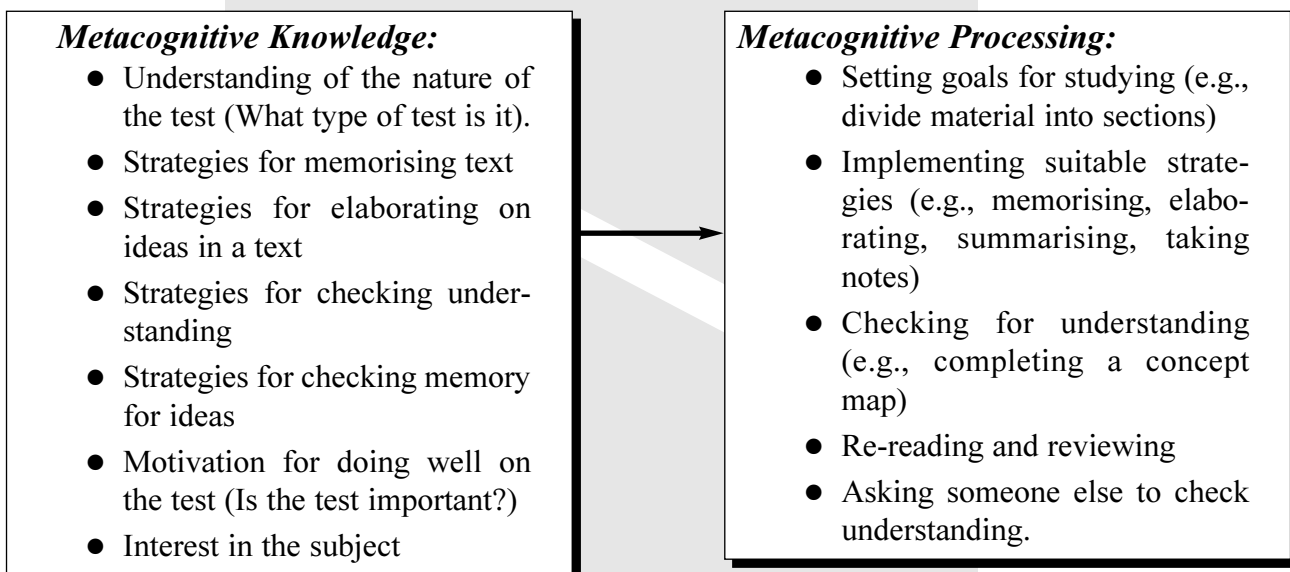 Metacognitive Knowledge:
● Understanding of the nature of
the test (What type of test is it).
● Strategies for memorising text
● Strategies for elaborating on
ideas in a text
● Strategies for checking under-
standing
● Strategies for checking memory
for ideas
● Motivation for doing well on
the test (Is the test important?)
● Interest in the subject
Metacognitive Processing:
● Setting goals for studying (e.g.,
divide material into sections)
● Implementing suitable strate-
gies (e.g., memorising, elabo-
rating, summarising, taking
notes)
● Checking for understanding
(e.g., completing a concept
map)
● Re-reading and reviewing
● Asking someone else to check
understanding.